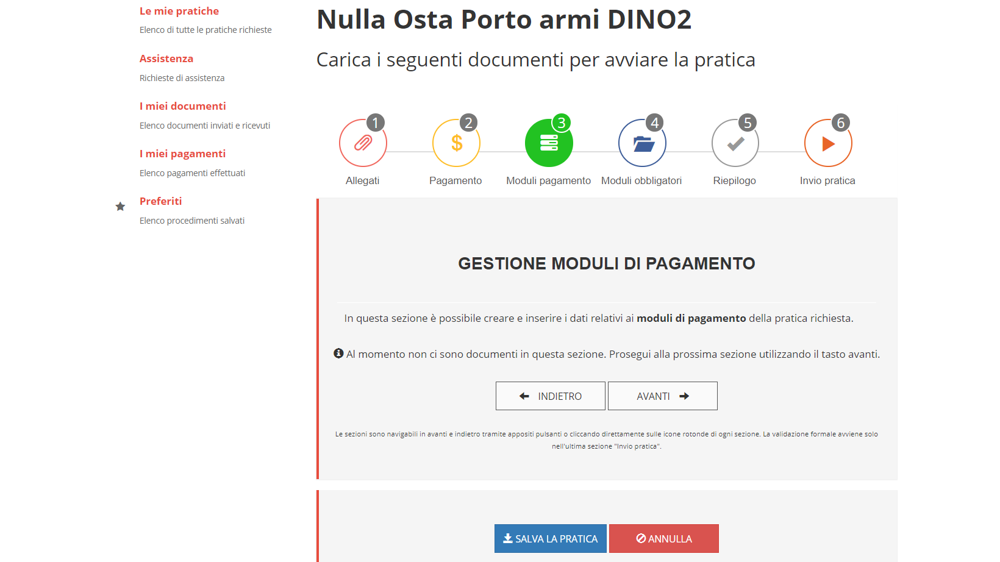 Le mie pratiche
Elenco di tutte le pratiche richieste
Assistenza
Richieste di assistenza
I miei documenti
Elenco documenti inviati e ricevuti
I miei pagamenti
Elenco pagamenti effettuati
Preferiti
Elenco procedimenti salvati
Nulla Osta Porto armi DINO2
Carica i seguenti documenti per avviare la pratica
1 2 3 4 5 6
Allegati Pagamento Moduli pagamento Moduli obbligatori Riepilogo Invio pratica
GESTIONE MODULI DI PAGAMENTO
In questa sezione è possibile creare e inserire i dati relativi ai moduli di pagamento della pratica richiesta.
Al momento non ci sono documenti in questa sezione. Prosegui alla prossima sezione utilizzando il tasto avanti.
INDIETRO AVANTI
Le sezioni sono navigabili in avanti e indietro tramite appositi pulsanti o cliccando direttamente sulle icone rotonde di ogni sezione. La validazione formale avviene solo
nell'ultima sezione "Invio pratica".
SALVA LA PRATICA ANNULLA